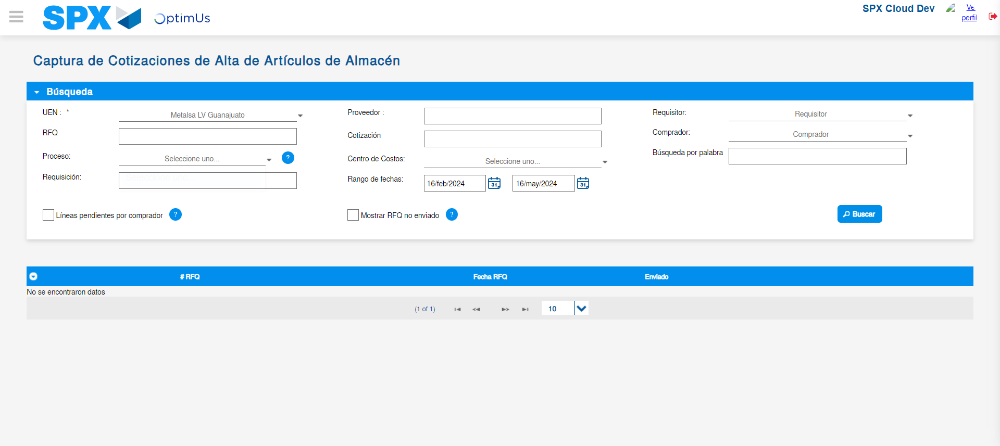 SPX OptimUs
SPX Cloud Dev
Ve
perfil
Captura de Cotizaciones de Alta de Artículos de Almacén
Búsqueda
UEN : *
Metalsa LV Guanajuato
Proveedor :
Requisitor:
Requisitor
RFQ
Cotización
Comprador:
Comprador
Proceso:
Seleccione uno...
?
Centro de Costos:
Seleccione uno...
Búsqueda por palabra
Requisición:
Seleccione uno...
Rango de fechas:
16/feb/2024
31
16/may/2024
31
Líneas pendientes por comprador ?
Mostrar RFQ no enviado ?
Buscar
# RFQ Fecha RFQ Enviado
No se encontraron datos
(1 of 1) 10